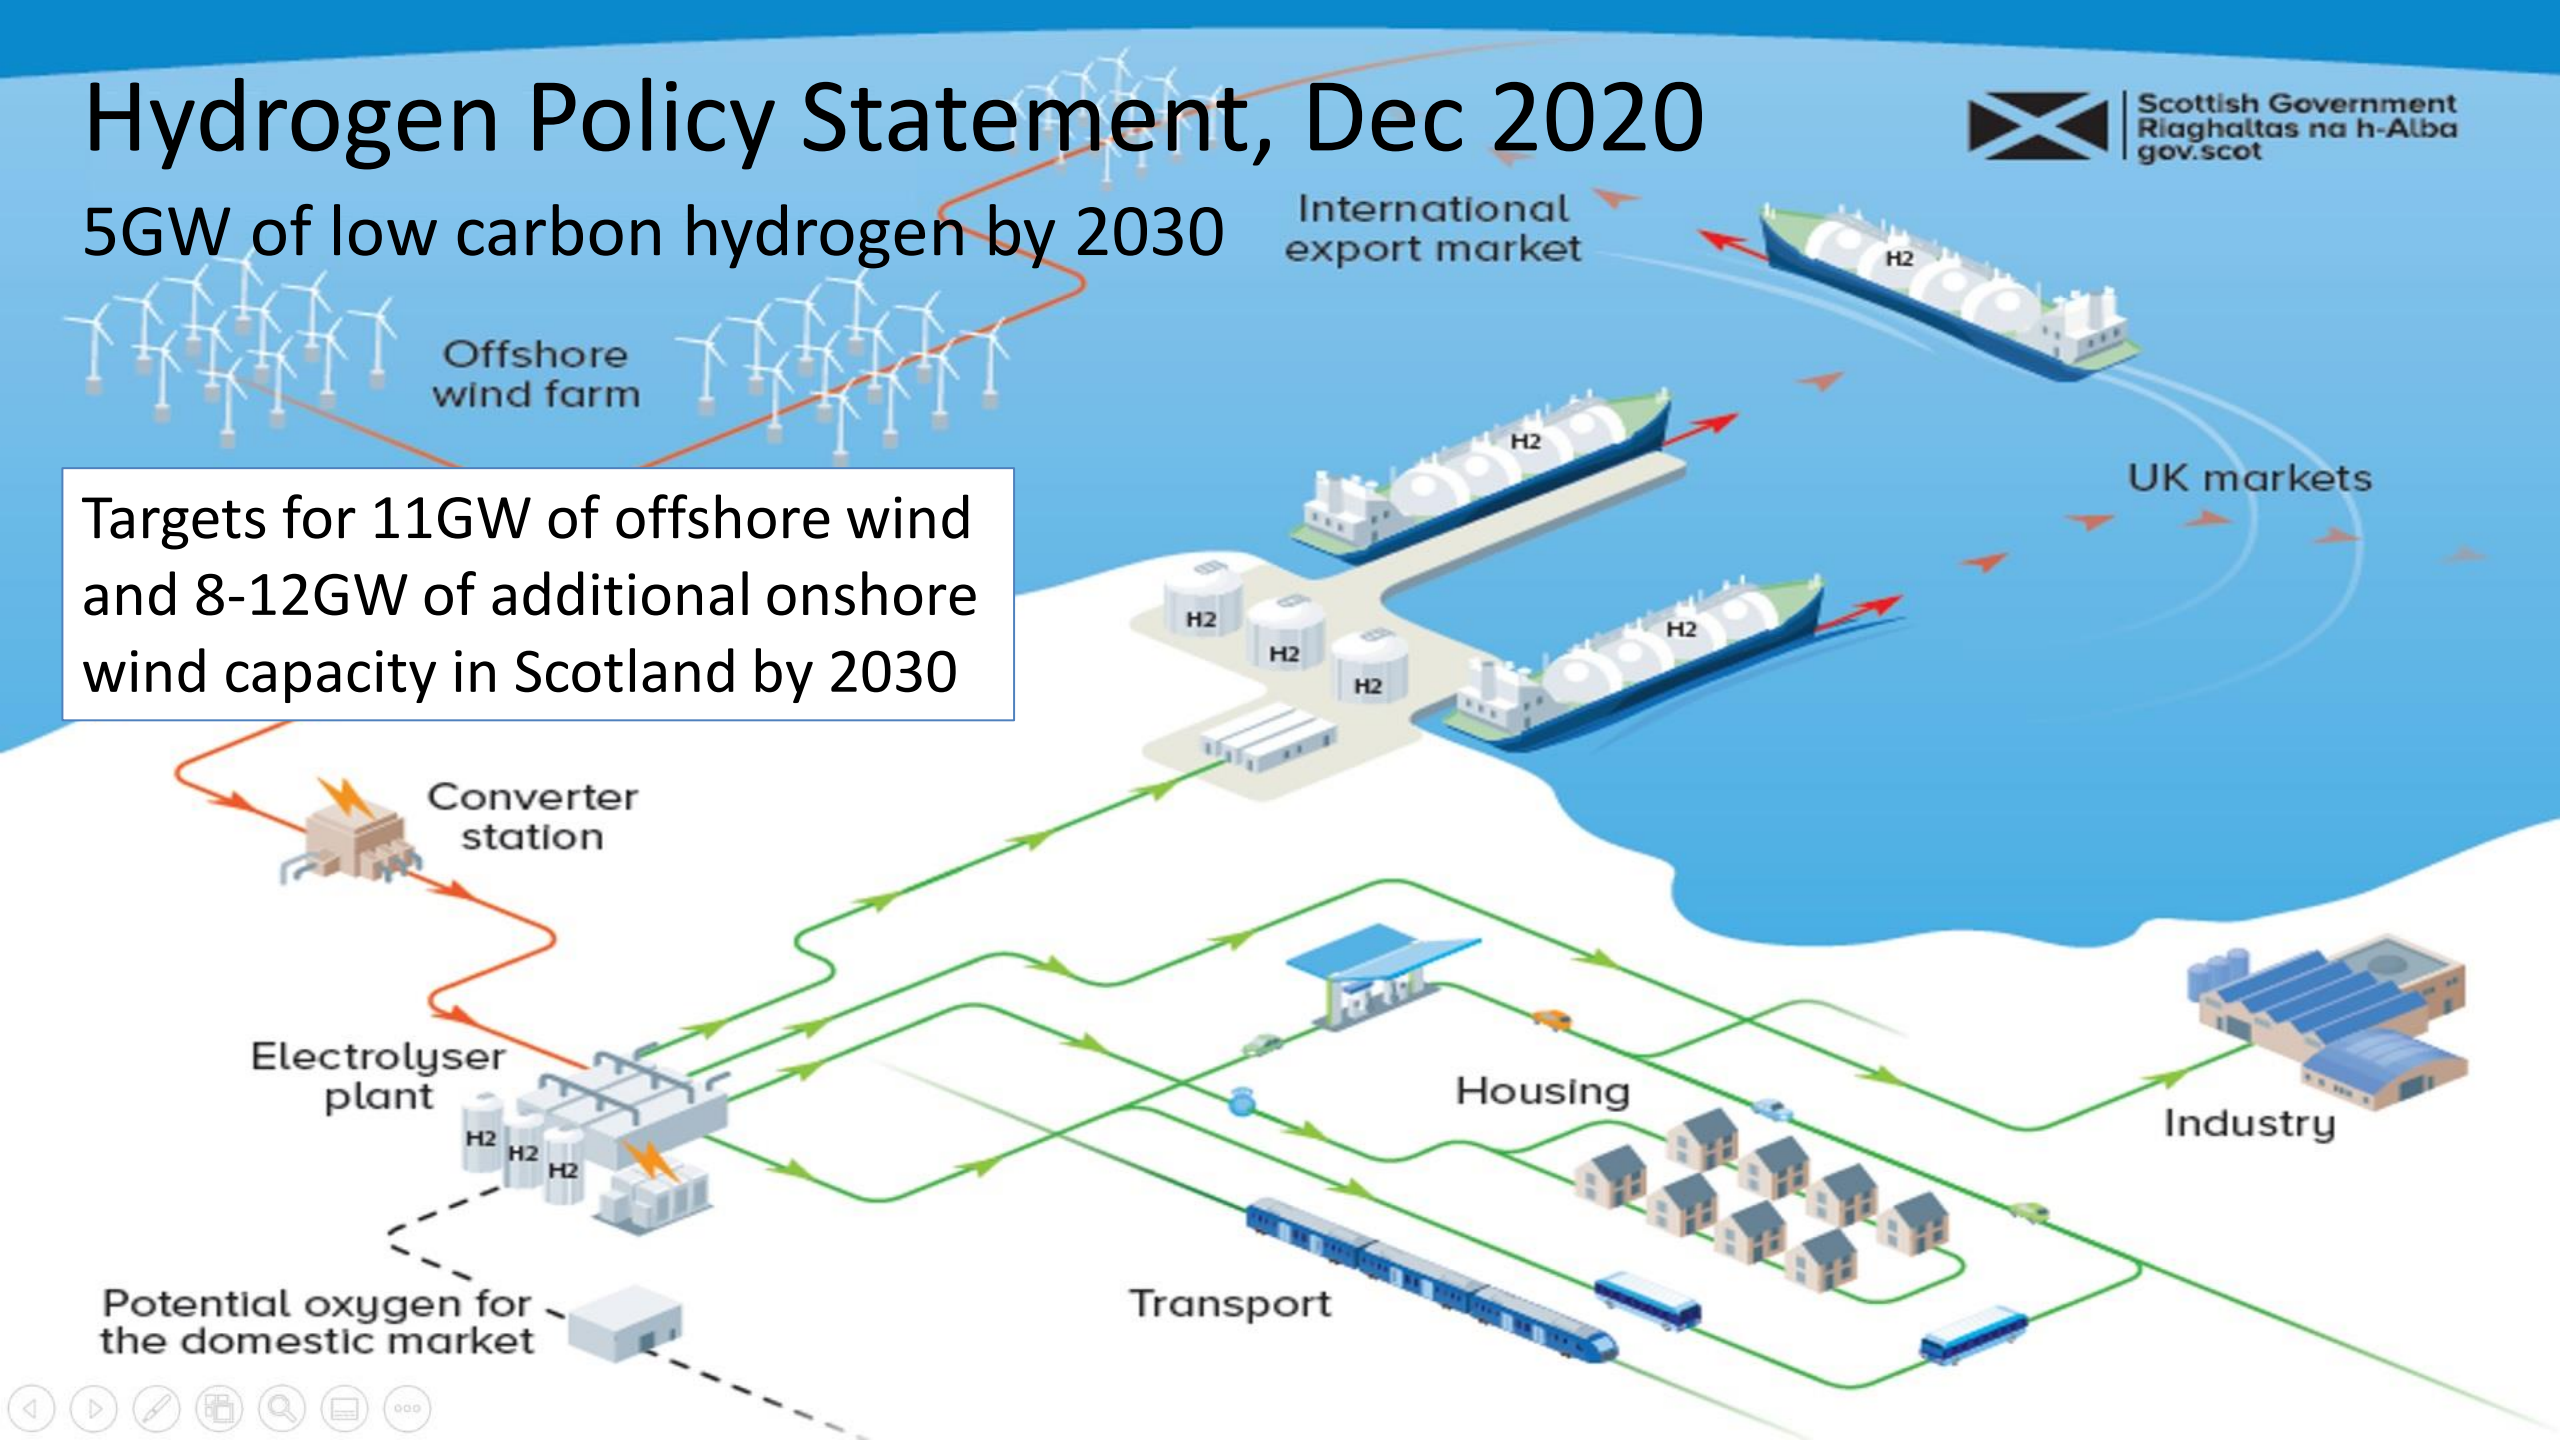 Hydrogen Policy Statement, Dec 2020
Scottish Government
Riaghaltas na h-Alba
gov.scot
5GW of low carbon hydrogen by 2030
International
export market
H2
Offshore
wind farm
H2
UK markets
Targets for 11GW of offshore wind
and 8-12GW of additional onshore
wind capacity in Scotland by 2030
H2
H2
H2
H2
Converter
station
Electrolyser
plant
H2
H2
H2
Housing
Industry
Potential oxygen for
the domestic market
Transport